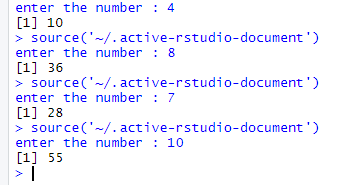 enter the number : 4
[1] 10
> source('~/.active-rstudio-document')
enter the number : 8
[1] 36
> source('~/.active-rstudio-document')
enter the number : 7
[1] 28
> source('~/.active-rstudio-document')
enter the number : 10
[1] 55
>